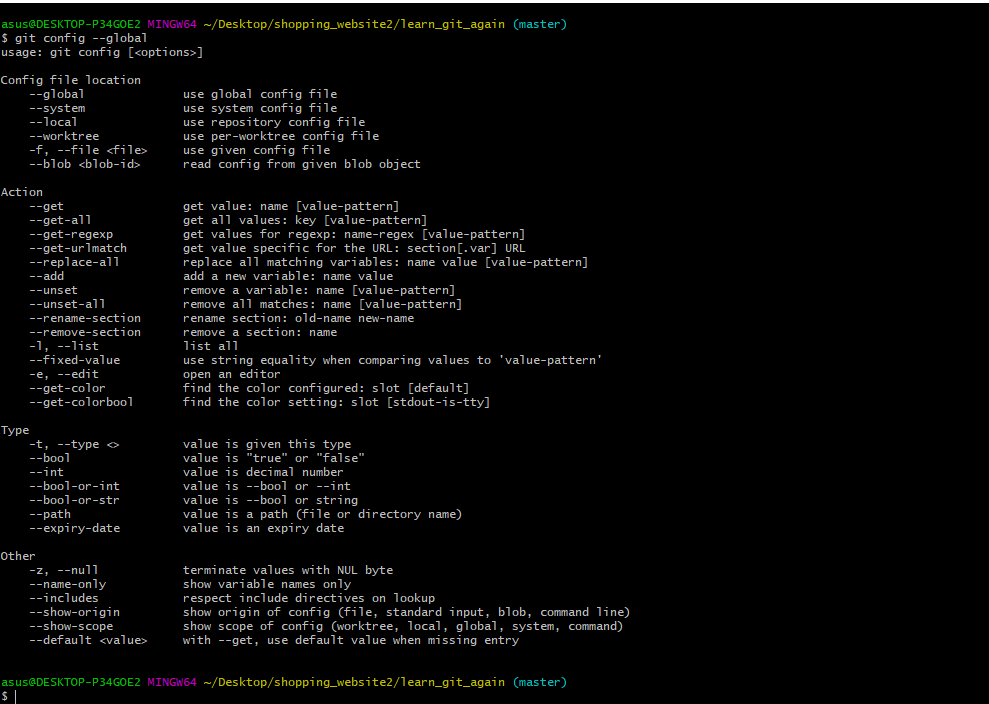 asus@DESKTOP-P34GOE2 MINGW64 ~/Desktop/shopping_website2/learn_git_again (master)
$ git config --global
usage: git config [<options>]

Config file location
    --global              use global config file
    --system              use system config file
    --local               use repository config file
    --worktree            use per-worktree config file
    -f, --file <file>     use given config file
    --blob <blob-id>      read config from given blob object

Action
    --get                 get value: name [value-pattern]
    --get-all             get all values: key [value-pattern]
    --get-regexp          get values for regexp: name-regex [value-pattern]
    --get-urlmatch        get value specific for the URL: section[.var] URL
    --replace-all         replace all matching variables: name value [value-pattern]
    --add                 add a new variable: name value
    --unset               remove a variable: name [value-pattern]
    --unset-all           remove all matches: name [value-pattern]
    --rename-section      rename section: old-name new-name
    --remove-section      remove a section: name
    -l, --list            list all
    --fixed-value         use string equality when comparing values to 'value-pattern'
    -e, --edit            open an editor
    --get-color           find the color configured: slot [default]
    --get-colorbool       find the color setting: slot [stdout-is-tty]

Type
    -t, --type <>         value is given this type
    --bool                value is "true" or "false"
    --int                 value is decimal number
    --bool-or-int         value is --bool or --int
    --bool-or-str         value is --bool or string
    --path                value is a path (file or directory name)
    --expiry-date         value is an expiry date

Other
    -z, --null            terminate values with NUL byte
    --name-only           show variable names only
    --includes            respect include directives on lookup
    --show-origin         show origin of config (file, standard input, blob, command line)
    --show-scope          show scope of config (worktree, local, global, system, command)
    --default <value>     with --get, use default value when missing entry

asus@DESKTOP-P34GOE2 MINGW64 ~/Desktop/shopping_website2/learn_git_again (master)
$